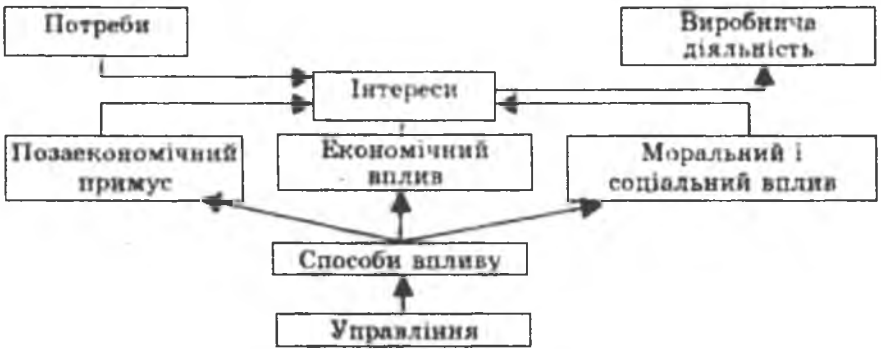 Потреби
Виробнича
діяльність
Інтереси
Позаекономічний
примус
Економічний
вплив
Моральний і
соціальний вплив
Способи впливу
Управління